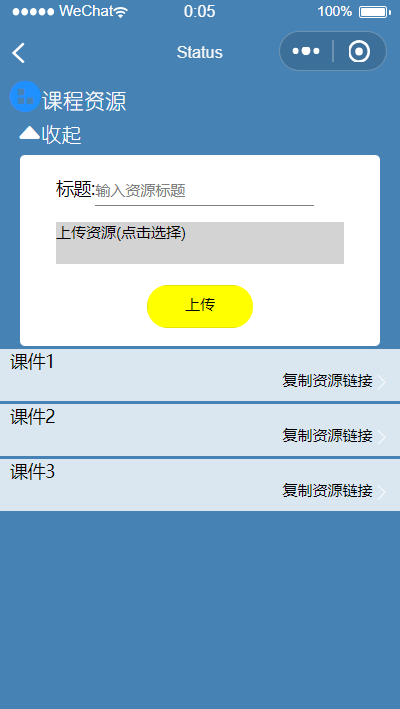 WeChat 0:05 100%
Status
课程资源
收起
标题:输入资源标题
上传资源(点击选择)
上传
课件1
复制资源链接
课件2
复制资源链接
课件3
复制资源链接